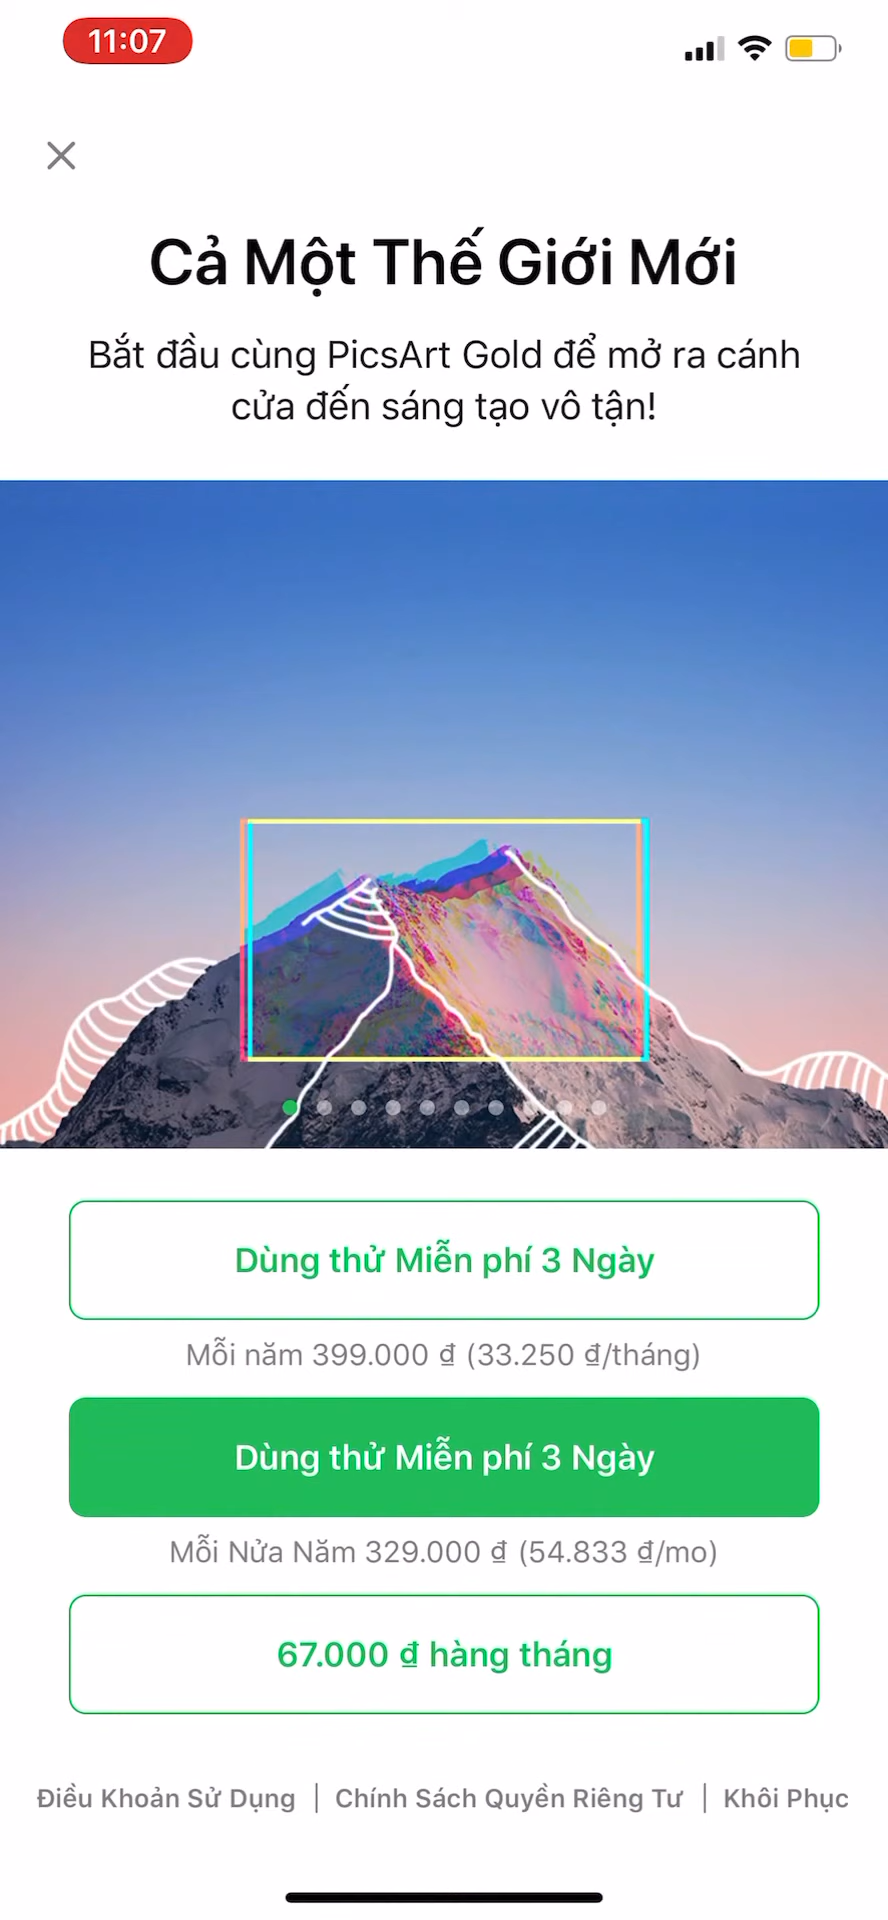 11:07
Cả Một Thế Giới Mới
Bắt đầu cùng PicsArt Gold để mở ra cánh
cửa đến sáng tạo vô tận!
Dùng thử Miễn phí 3 Ngày
Mỗi năm 399.000 ₫ (33.250 ₫/tháng)
Dùng thử Miễn phí 3 Ngày
Mỗi Nửa Năm 329.000 ₫ (54.833 ₫/mo)
67.000 ₫ hàng tháng
Điều Khoản Sử Dụng | Chính Sách Quyền Riêng Tư | Khôi Phục